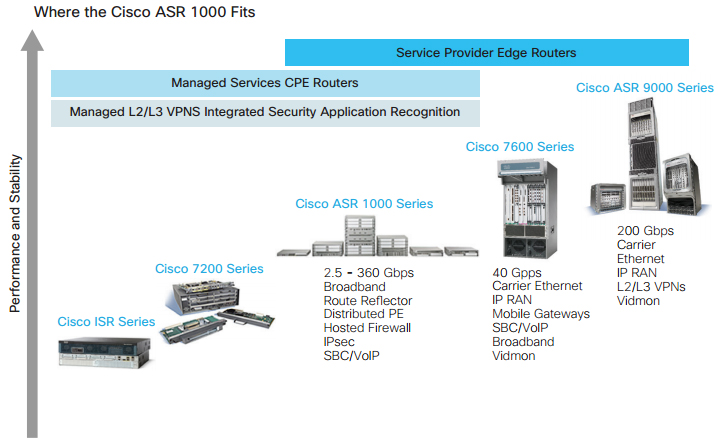 Where the Cisco ASR 1000 Fits
Service Provider Edge Routers
Managed Services CPE Routers
Managed L2/L3 VPNS Integrated Security Application Recognition
Performance and Stability
Cisco ISR Series
Cisco 7200 Series
Cisco ASR 1000 Series
2.5 - 360 Gbps
Broadband
Route Reflector
Distributed PE
Hosted Firewall
IPsec
SBC/VoIP
Cisco 7600 Series
40 Gpps
Carrier Ethernet
IP RAN
Mobile Gateways
SBC/VoIP
Broadband
Vidmon
Cisco ASR 9000 Series
200 Gbps
Carrier
Ethernet
IP RAN
L2/L3 VPNs
Vidmon